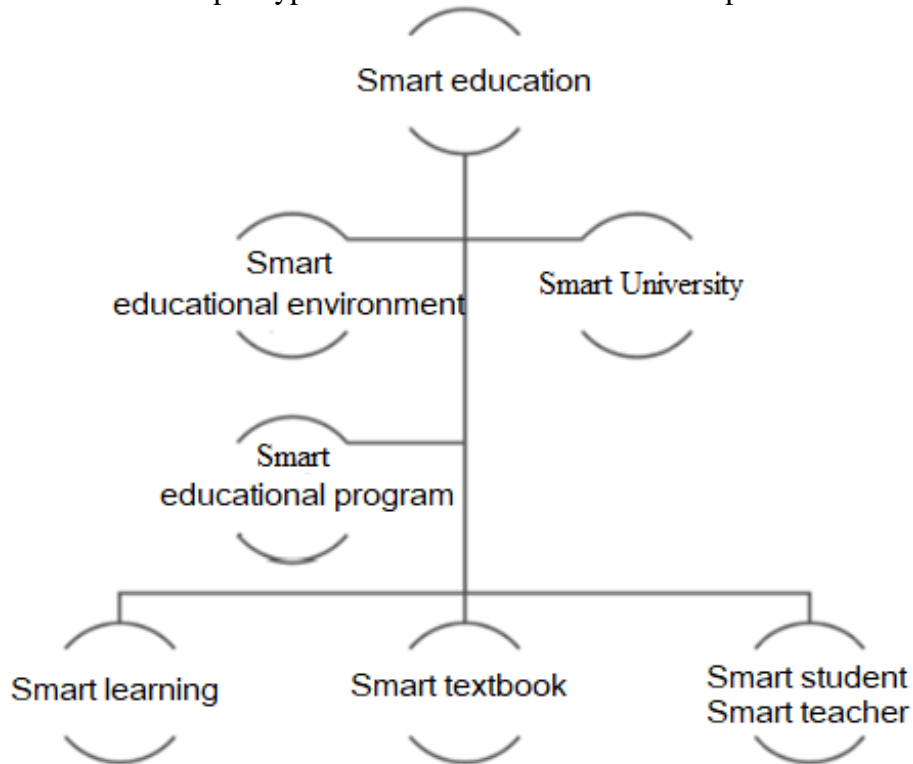 Smart education
Smart
educational environment
Smart University
Smart
educational program
Smart learning
Smart textbook
Smart student
Smart teacher